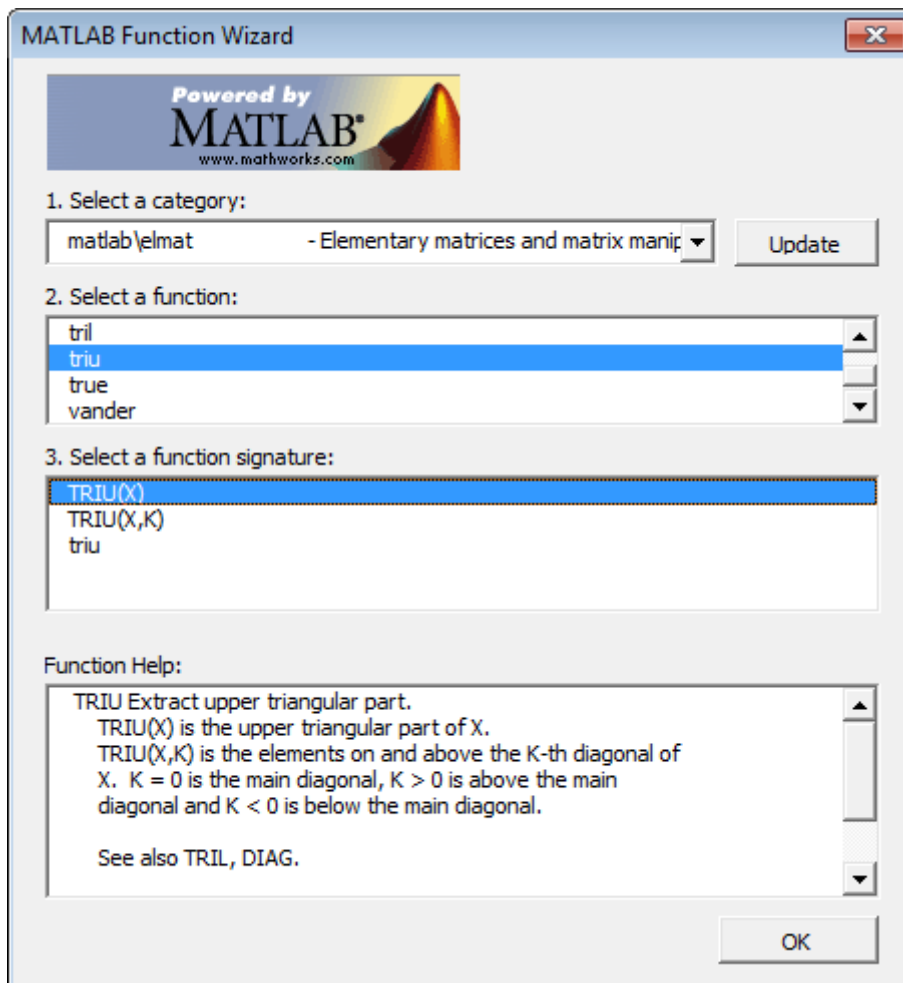 MATLAB Function Wizard
Powered by
MATLAB®
www.mathworks.com
1. Select a category:
matlab\elmat - Elementary matrices and matrix manip
Update
2. Select a function:
tril
triu
true
vander
3. Select a function signature:
TRIU(X)
TRIU(X,K)
triu
Function Help:
TRIU Extract upper triangular part.
TRIU(X) is the upper triangular part of X.
TRIU(X,K) is the elements on and above the K-th diagonal of
X. K = 0 is the main diagonal, K > 0 is above the main
diagonal and K < 0 is below the main diagonal.
See also TRIL, DIAG.
OK